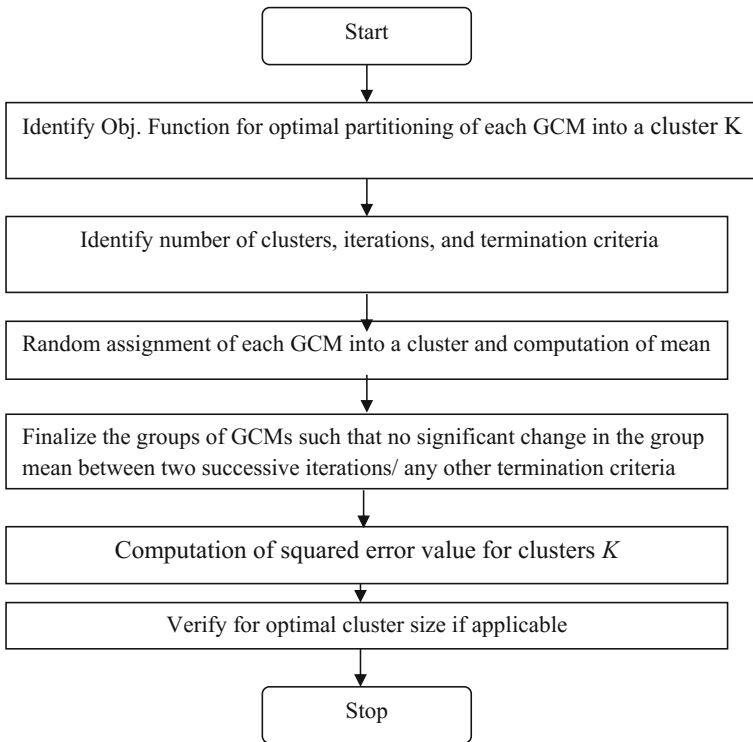 Start
Identify Obj. Function for optimal partitioning of each GCM into a cluster K
Identify number of clusters, iterations, and termination criteria
Random assignment of each GCM into a cluster and computation of mean
Finalize the groups of GCMs such that no significant change in the group
mean between two successive iterations/ any other termination criteria
Computation of squared error value for clusters K
Verify for optimal cluster size if applicable
Stop